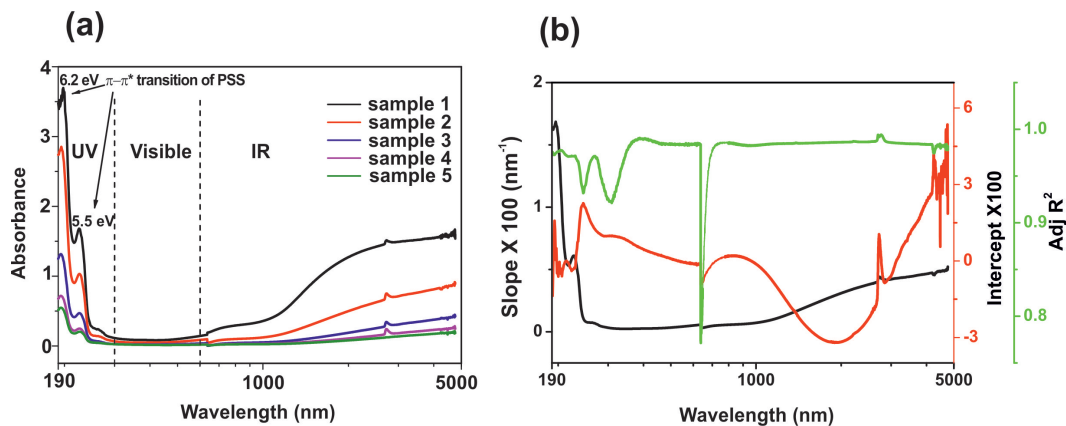 (a)
Absorbance
4
3
2
1
0
6.2 eV
π–π* transition of PSS
UV
Visible
IR
5.5 eV
sample 1
sample 2
sample 3
sample 4
sample 5
190
1000
5000
Wavelength (nm)
(b)
Slope X 100 (nm⁻¹)
2
1
0
190
1000
5000
Wavelength (nm)
6
3
0
-3
Intercept X100
1.0
0.9
0.8
Adj R²